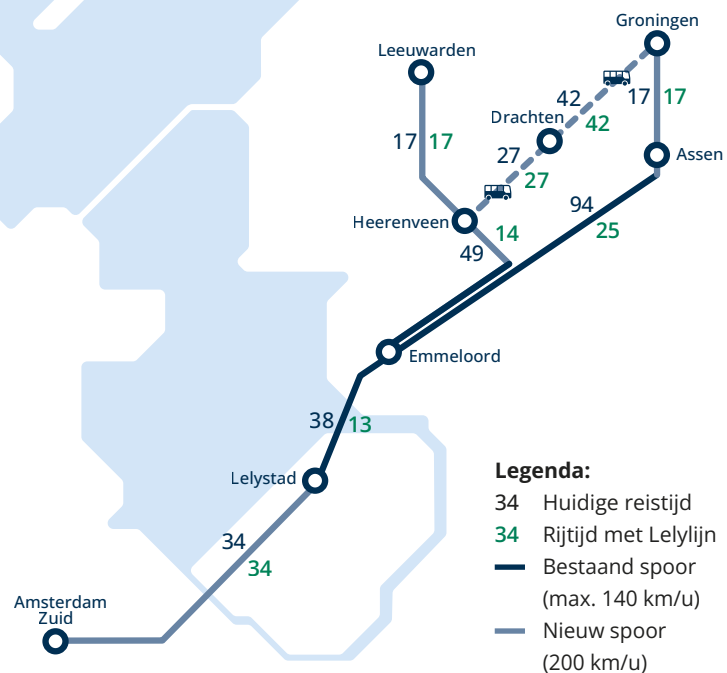 Groningen
Leeuwarden
42
17
17
Drachten
42
17
17
27
Assen
27
94
Heerenveen
14
25
49
Emmeloord
38
13
Lelystad
34
34
Amsterdam
Zuid
Legenda:
34 Huidige reistijd
34 Rijtijd met Lelylijn
Bestaand spoor
(max. 140 km/u)
Nieuw spoor
(200 km/u)